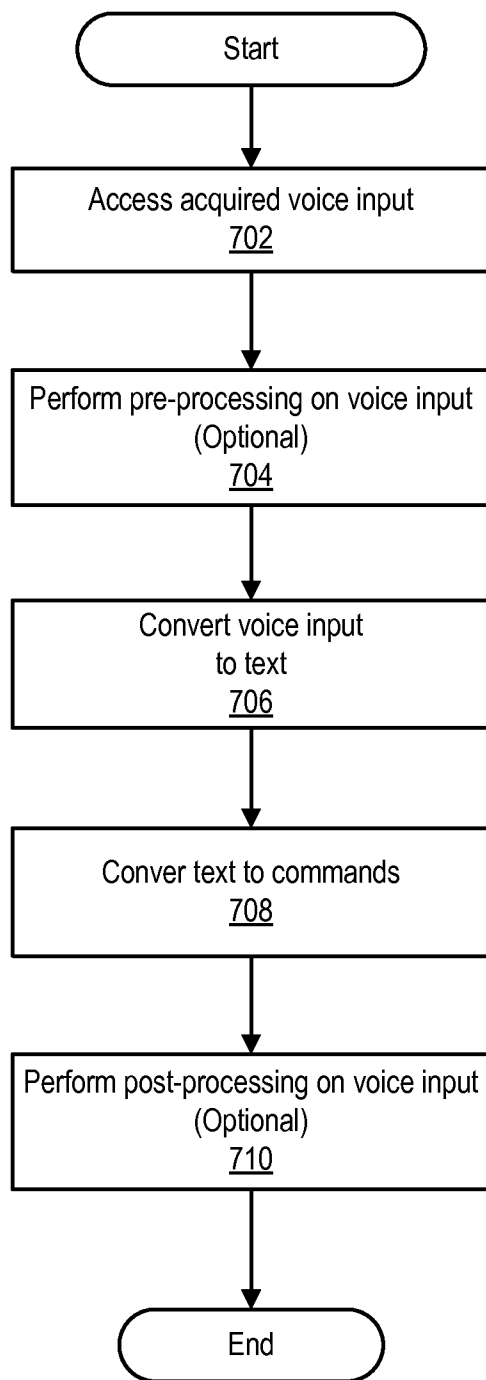 Start
Access acquired voice input
702
Perform pre-processing on voice input
(Optional)
704
Convert voice input
to text
706
Conver text to commands
708
Perform post-processing on voice input
(Optional)
710
End